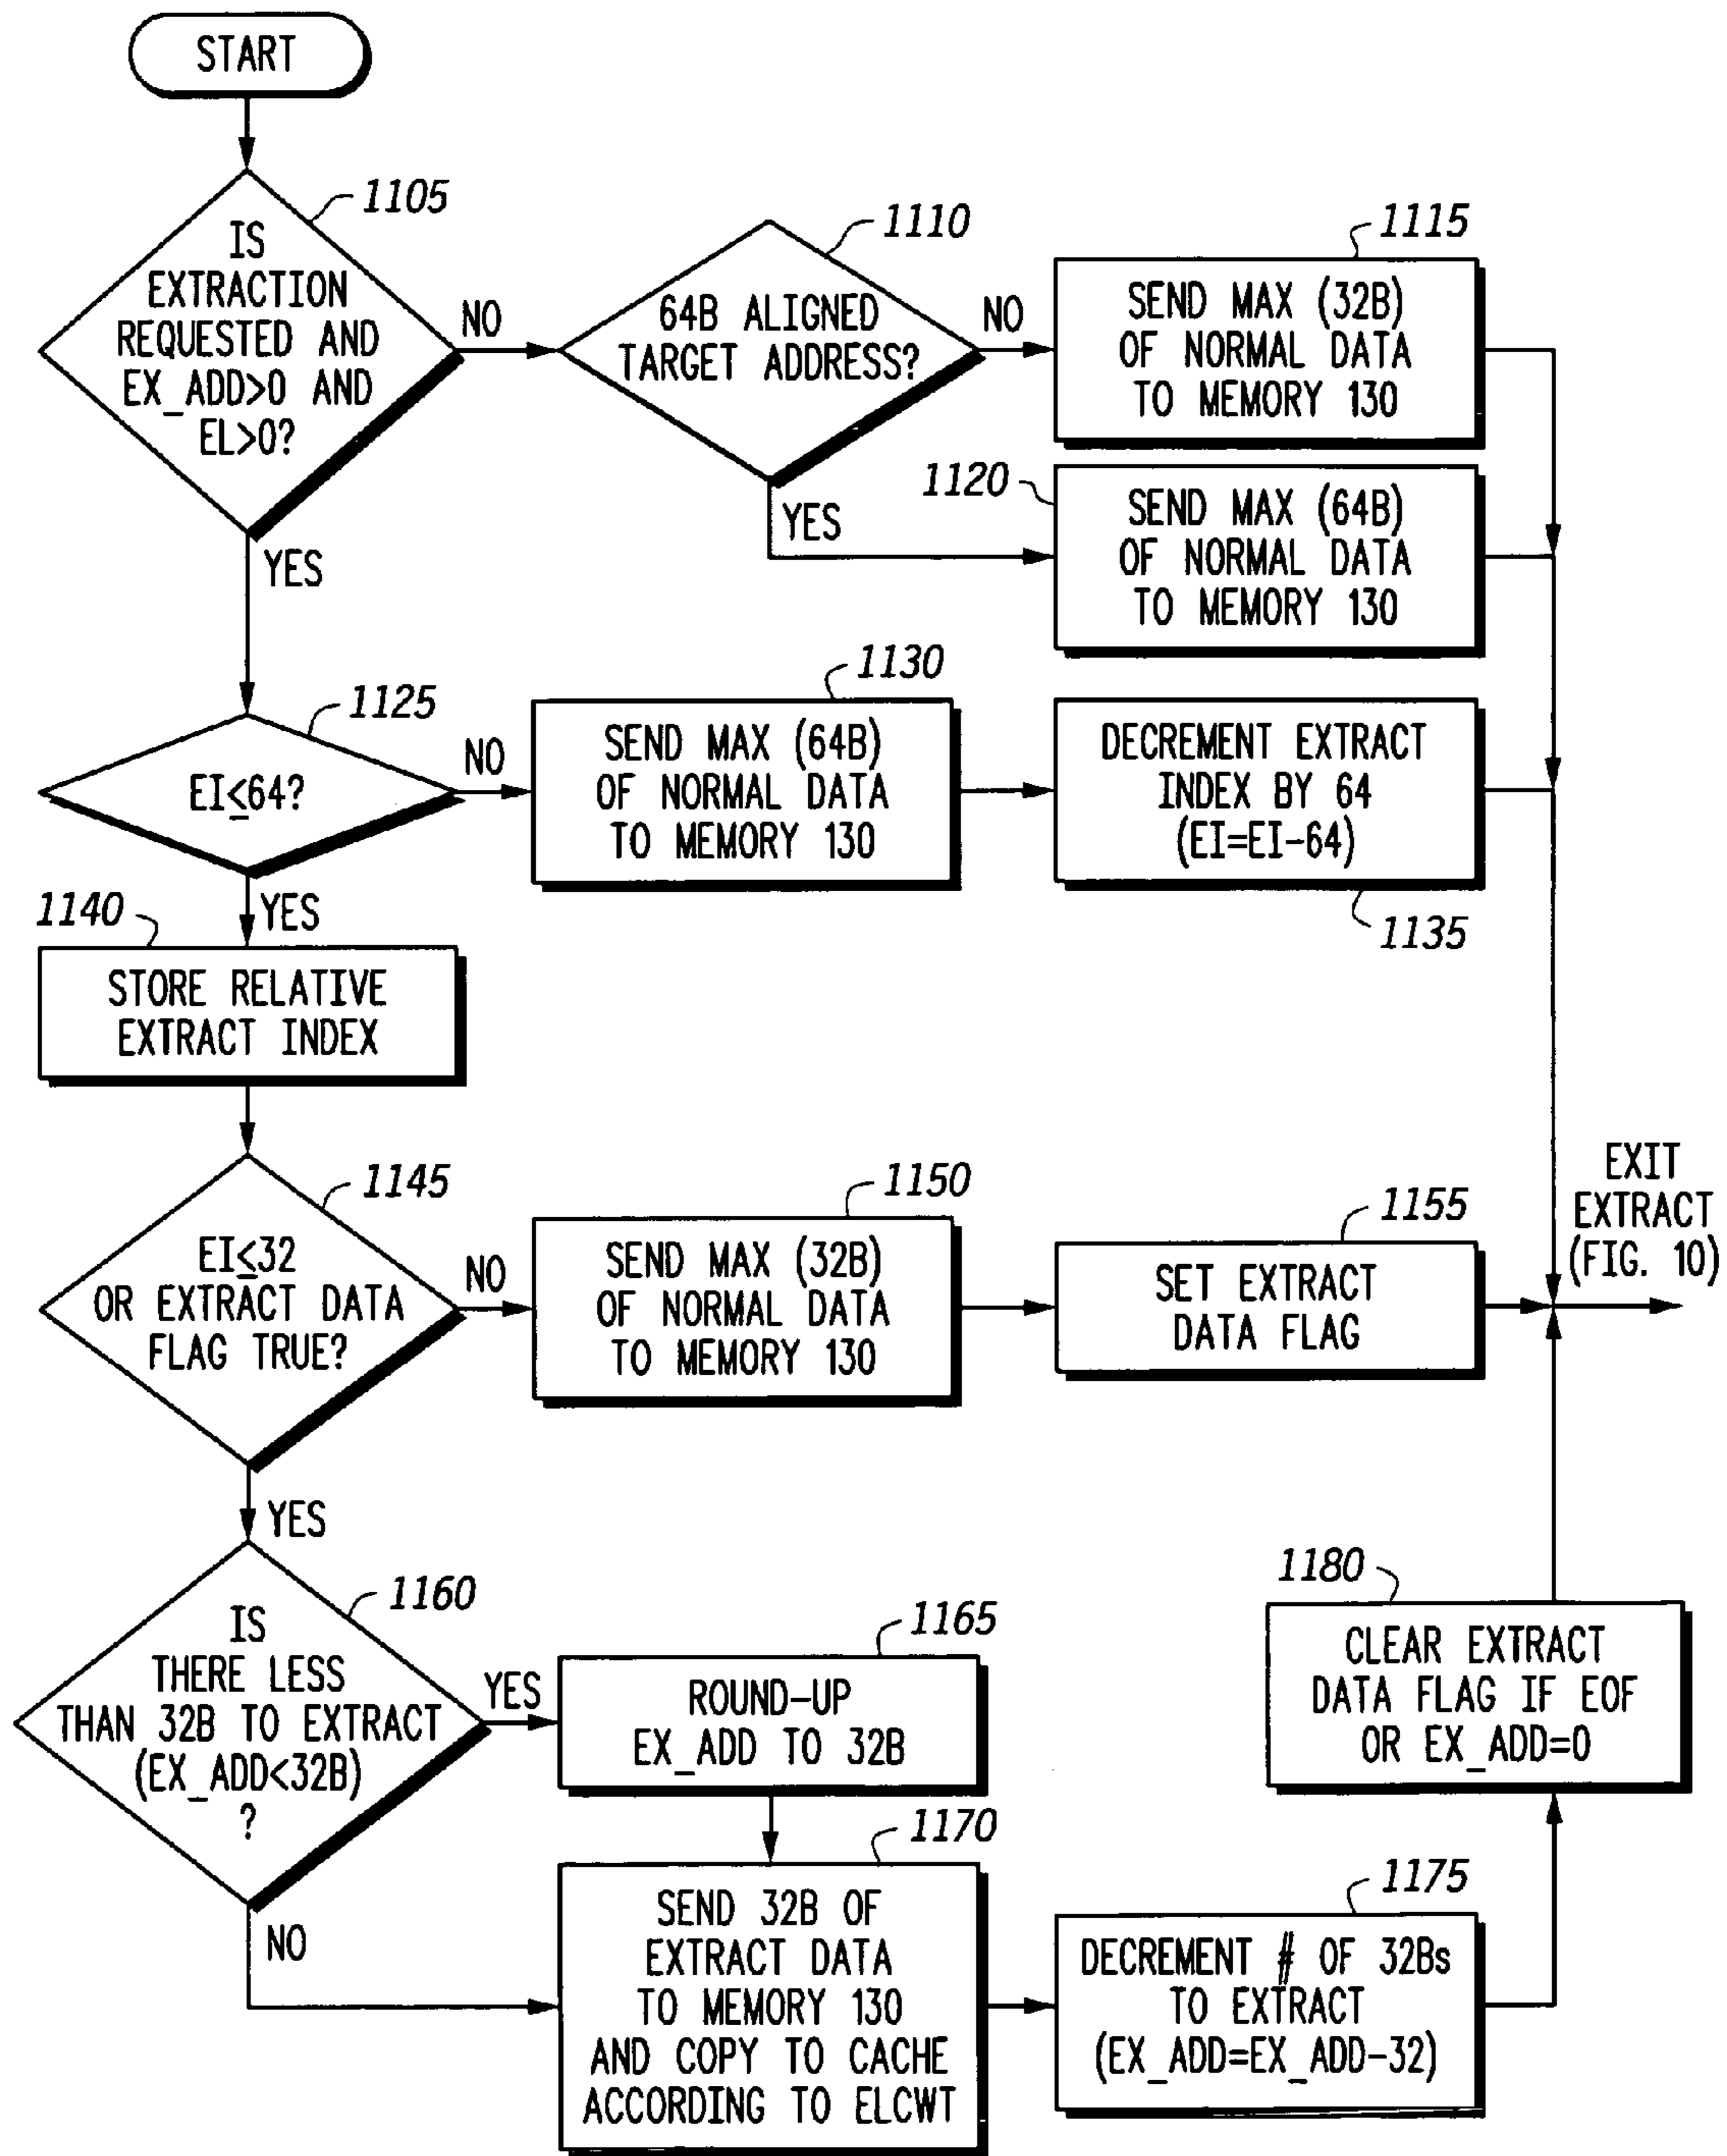 START
1105
IS
EXTRACTION
REQUESTED AND
EX_ADD>0 AND
EL>0?
NO
YES
1110
64B ALIGNED
TARGET ADDRESS?
NO
YES
1115
SEND MAX (32B)
OF NORMAL DATA
TO MEMORY 130
1120
SEND MAX (64B)
OF NORMAL DATA
TO MEMORY 130
1125
EI≤64?
NO
YES
1130
SEND MAX (64B)
OF NORMAL DATA
TO MEMORY 130
DECREMENT EXTRACT
INDEX BY 64
(EI=EI-64)
1135
1140
STORE RELATIVE
EXTRACT INDEX
1145
EI≤32
OR EXTRACT DATA
FLAG TRUE?
NO
YES
1150
SEND MAX (32B)
OF NORMAL DATA
TO MEMORY 130
1155
SET EXTRACT
DATA FLAG
EXIT
EXTRACT
(FIG. 10)
1160
IS
THERE LESS
THAN 32B TO EXTRACT
(EX_ADD<32B)
?
YES
NO
1165
ROUND-UP
EX_ADD TO 32B
1170
SEND 32B OF
EXTRACT DATA
TO MEMORY 130
AND COPY TO CACHE
ACCORDING TO ELCWT
1175
DECREMENT # OF 32Bs
TO EXTRACT
(EX_ADD=EX_ADD-32)
1180
CLEAR EXTRACT
DATA FLAG IF EOF
OR EX_ADD=0